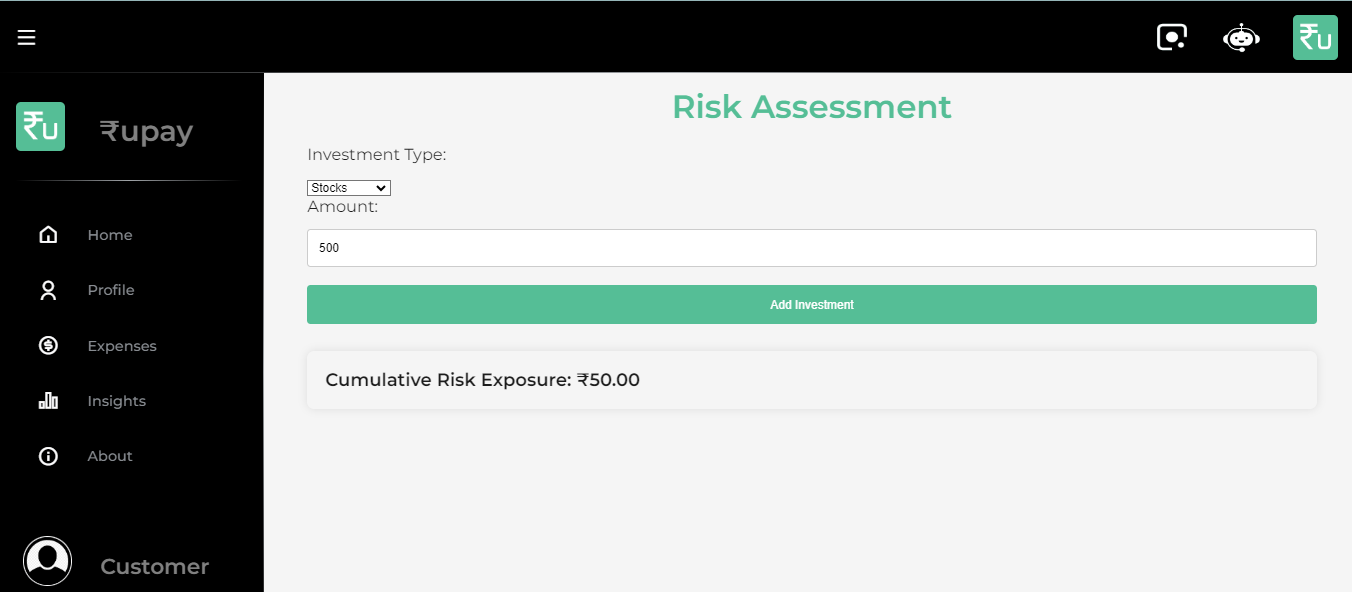 ₹u
₹u
₹upay
Home
Profile
Expenses
Insights
About
Customer
Risk Assessment
Investment Type:
Stocks
Amount:
500
Add Investment
Cumulative Risk Exposure: ₹50.00